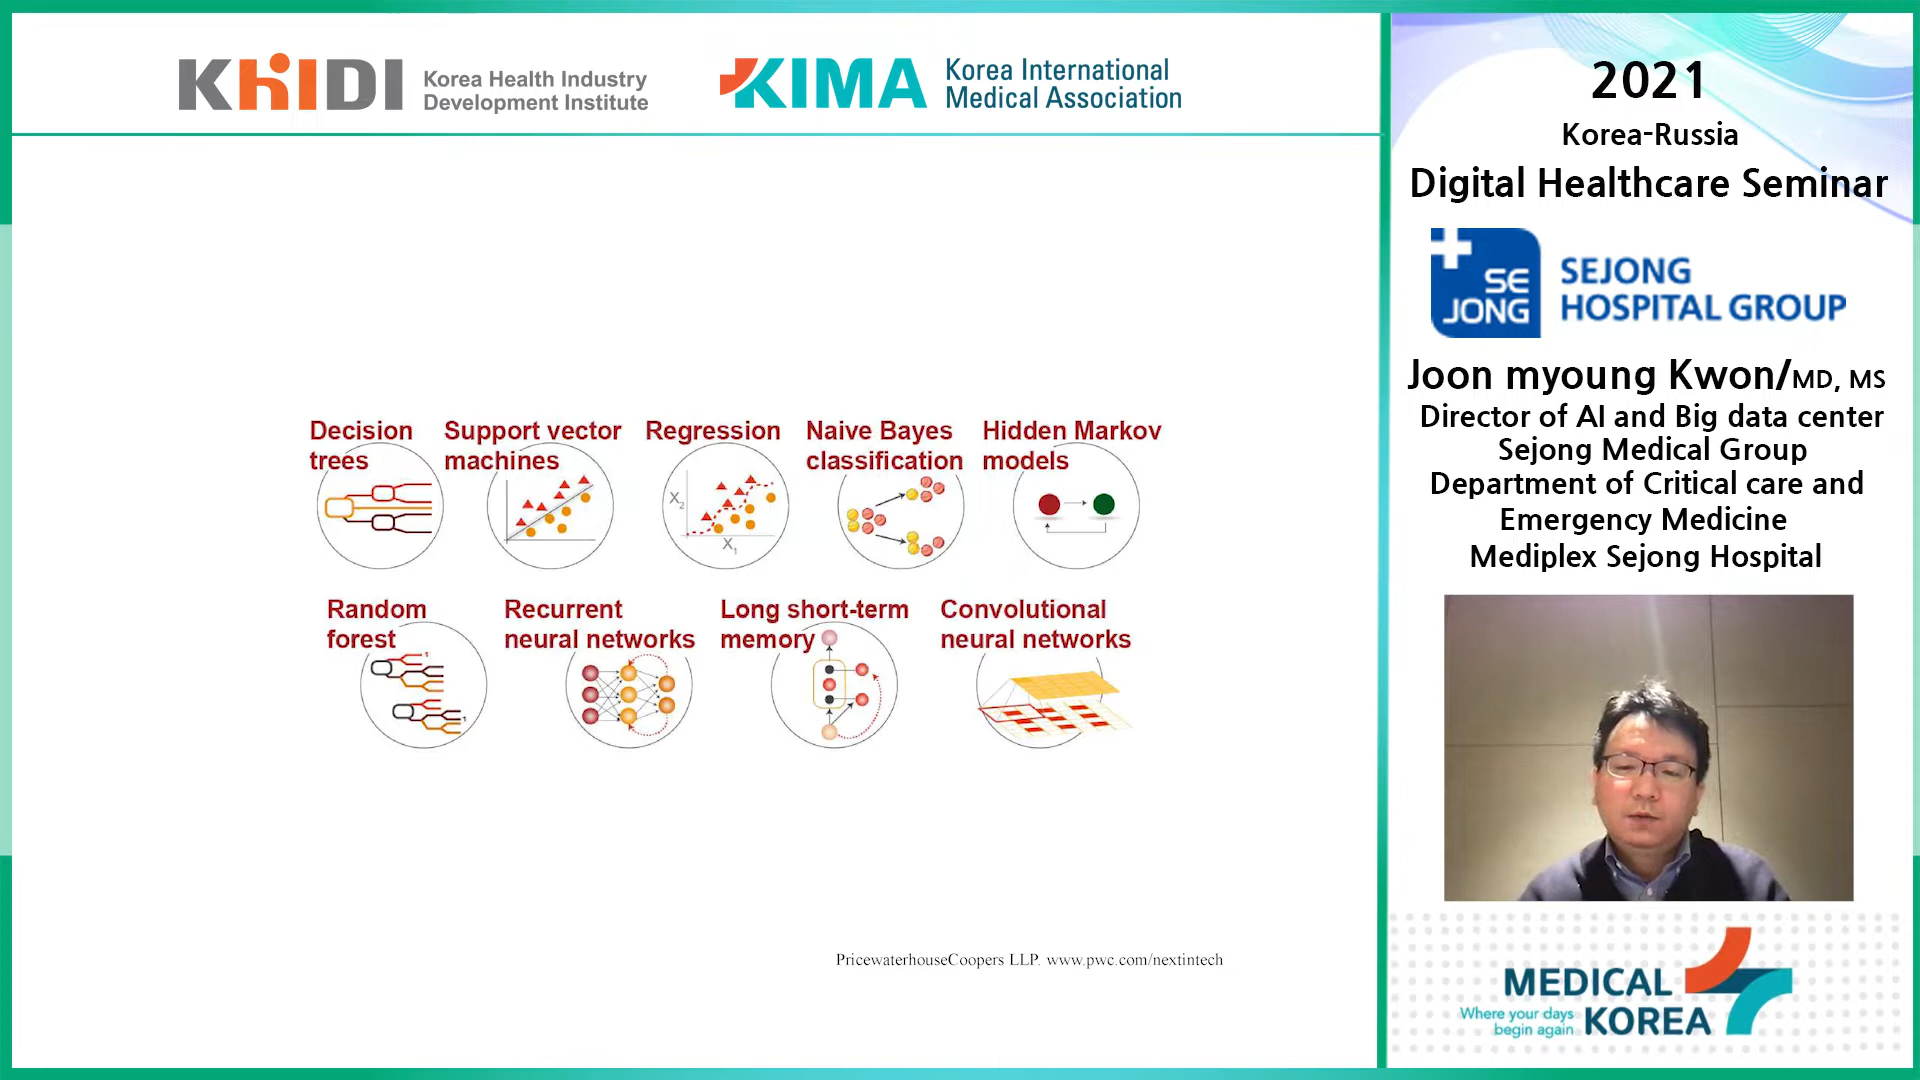 KHIDI Korea Health Industry
Development Institute
KIMA Korea International
Medical Association
Decision
trees
Support vector
machines
Regression
X2
X1
Naive Bayes
classification
Hidden Markov
models
Random
forest
1
1
Recurrent
neural networks
Long short-term
memory
Convolutional
neural networks
PricewaterhouseCoopers LLP. www.pwc.com/nextintech
2021
Korea-Russia
Digital Healthcare Seminar
SE
JONG
SEJONG
HOSPITAL GROUP
Joon myoung Kwon/MD, MS
Director of AI and Big data center
Sejong Medical Group
Department of Critical care and
Emergency Medicine
Mediplex Sejong Hospital
MEDICAL
KOREA
Where your days
begin again